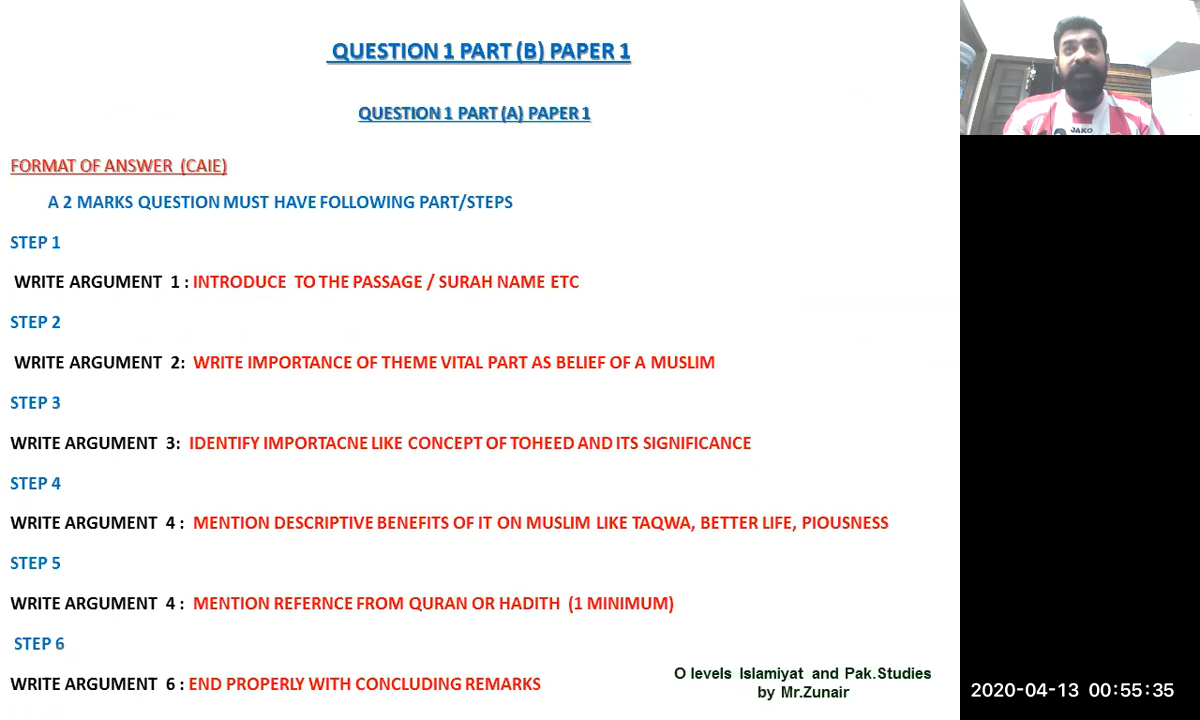 QUESTION 1 PART (B) PAPER 1
QUESTION 1 PART (A) PAPER 1
FORMAT OF ANSWER (CAIE)
A 2 MARKS QUESTION MUST HAVE FOLLOWING PART/STEPS
STEP 1
WRITE ARGUMENT 1 : INTRODUCE TO THE PASSAGE / SURAH NAME ETC
STEP 2
WRITE ARGUMENT 2: WRITE IMPORTANCE OF THEME VITAL PART AS BELIEF OF A MUSLIM
STEP 3
WRITE ARGUMENT 3: IDENTIFY IMPORTACNE LIKE CONCEPT OF TOHEED AND ITS SIGNIFICANCE
STEP 4
WRITE ARGUMENT 4 : MENTION DESCRIPTIVE BENEFITS OF IT ON MUSLIM LIKE TAQWA, BETTER LIFE, PIOUSNESS
STEP 5
WRITE ARGUMENT 4 : MENTION REFERNCE FROM QURAN OR HADITH (1 MINIMUM)
STEP 6
WRITE ARGUMENT 6 : END PROPERLY WITH CONCLUDING REMARKS
O levels Islamiyat and Pak.Studies
by Mr.Zunair
JAKO
2020-04-13 00:55:35